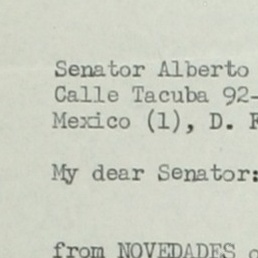 Senator Alberto
Calle Tacuba 92-
Mexico (1), D.
My dear Senator:
from NOVEDADES